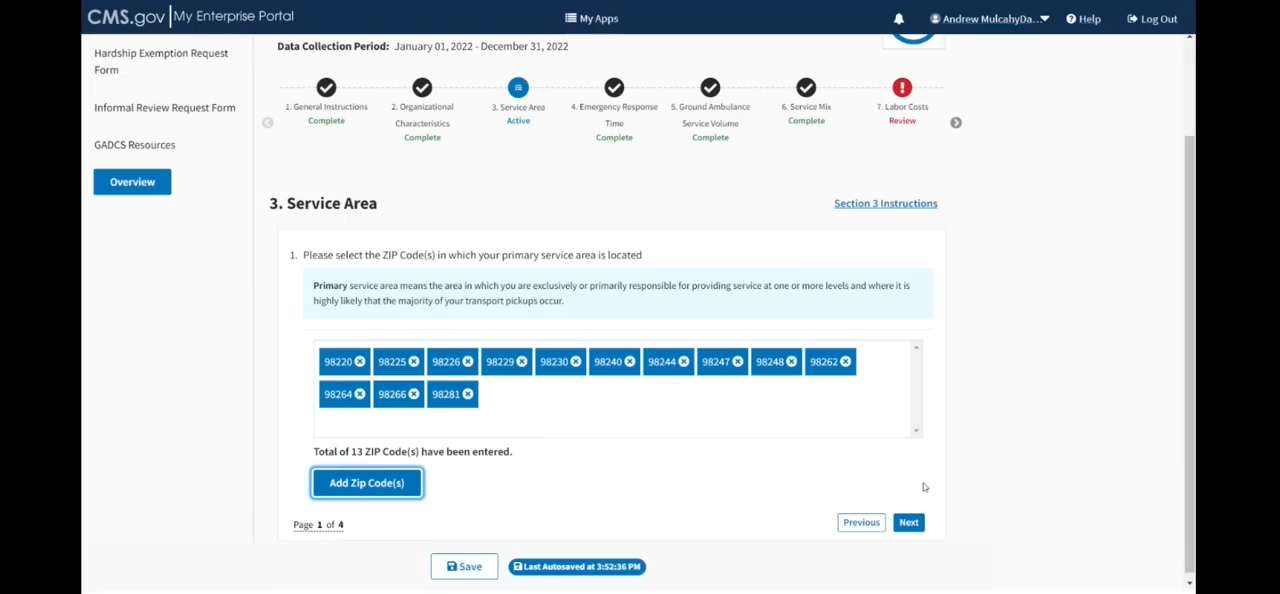 CMS.gov My Enterprise Portal
My Apps
Andrew MulcahyDa...
Help
Log Out
Hardship Exemption Request
Form
Informal Review Request Form
GADCS Resources
Overview
Data Collection Period: January 01, 2022 - December 31, 2022
1. General Instructions
Complete
2. Organizational
Characteristics
Complete
3. Service Area
Active
4. Emergency Response
Time
Complete
5. Ground Ambulance
Service Volume
Complete
6. Service Mix
Complete
7. Labor Costs
Review
3. Service Area
Section 3 Instructions
1. Please select the ZIP Code(s) in which your primary service area is located
Primary service area means the area in which you are exclusively or primarily responsible for providing service at one or more levels and where it is
highly likely that the majority of your transport pickups occur.
98220 98225 98226 98229 98230 98240 98244 98247 98248 98262
98264 98266 98281
Total of 13 ZIP Code(s) have been entered.
Add Zip Code(s)
Page 1 of 4
Previous
Next
Save
Last Autosaved at 3:52:36 PM